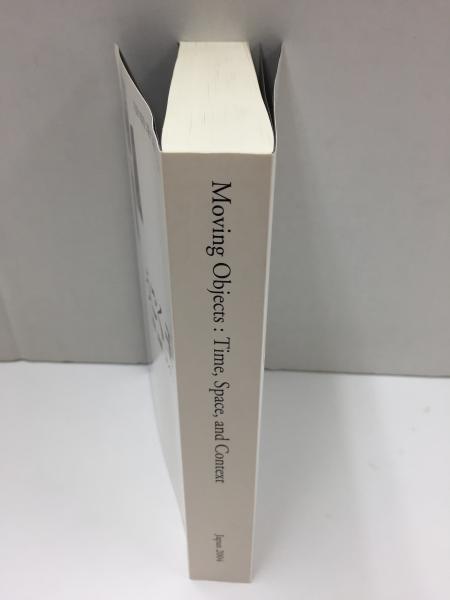 Moving Objects : Time, Space, and Context
Japan 2004